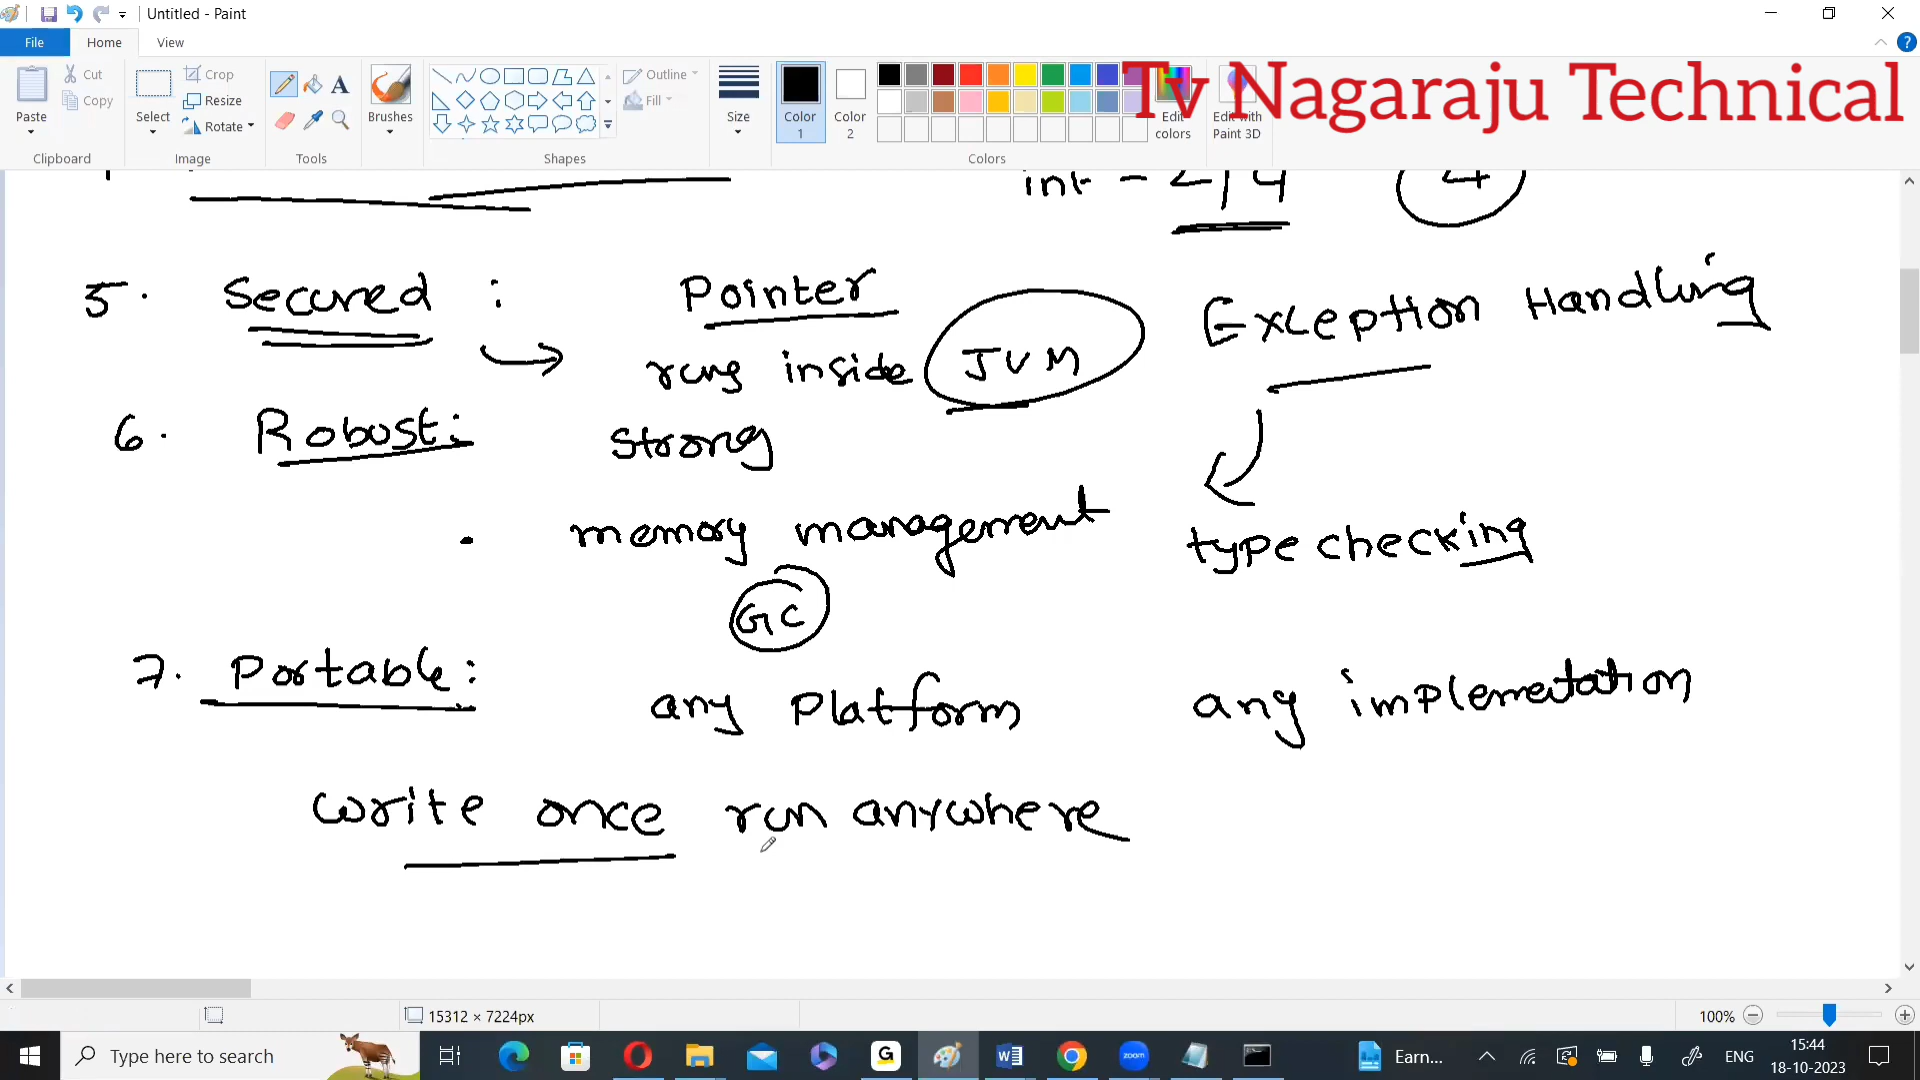 Untitled - Paint
File Home View
Paste Cut Copy Clipboard
Select Crop Resize Rotate Image
Tools
Brushes
Outline Fill Shapes
Size
Color 1 Color 2
Edit colors Edit with Paint 3D Colors
Tv Nagaraju Technical
int - 2/4 4
5. Secured : Pointer Exception Handling
runs inside JVM
6. Robust: Strong
. memory management type checking
GC
7. Portable: any Platform any implemetation
write once run anywhere
15312 × 7224px 100%
Type here to search
zoom
Earn... ENG 15:44
18-10-2023